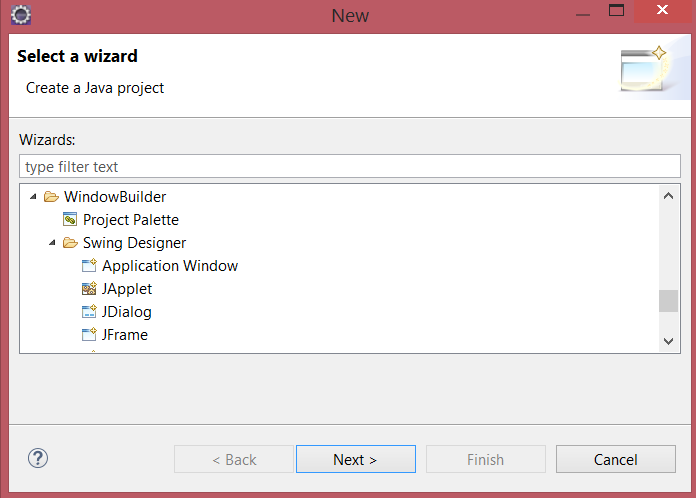 New
Select a wizard
Create a Java project
Wizards:
type filter text
WindowBuilder
Project Palette
Swing Designer
Application Window
JApplet
JDialog
JFrame
? < Back Next > Finish Cancel